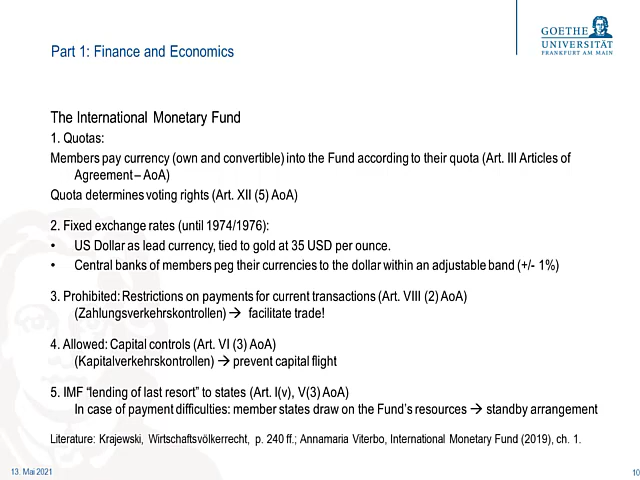 GOETHE
UNIVERSITÄT
FRANKFURT AM MAIN
Part 1: Finance and Economics
The International Monetary Fund
1. Quotas:
Members pay currency (own and convertible) into the Fund according to their quota (Art. III Articles of
Agreement – AoA)
Quota determines voting rights (Art. XII (5) AoA)
2. Fixed exchange rates (until 1974/1976):
• US Dollar as lead currency, tied to gold at 35 USD per ounce.
• Central banks of members peg their currencies to the dollar within an adjustable band (+/- 1%)
3. Prohibited: Restrictions on payments for current transactions (Art. VIII (2) AoA)
(Zahlungsverkehrskontrollen) → facilitate trade!
4. Allowed: Capital controls (Art. VI (3) AoA)
(Kapitalverkehrskontrollen) → prevent capital flight
5. IMF “lending of last resort” to states (Art. I(v), V(3) AoA)
In case of payment difficulties: member states draw on the Fund’s resources → standby arrangement
Literature: Krajewski, Wirtschaftsvölkerrecht, p. 240 ff.; Annamaria Viterbo, International Monetary Fund (2019), ch. 1.
13. Mai 2021
10